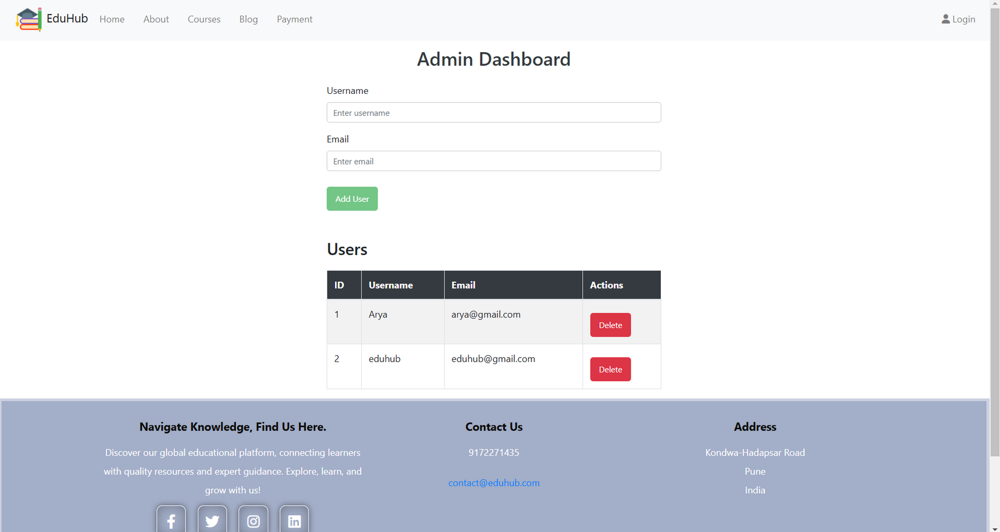 EduHub Home About Courses Blog Payment Login
Admin Dashboard
Username
Enter username
Email
Enter email
Add User
Users
ID Username Email Actions
1 Arya arya@gmail.com Delete
2 eduhub eduhub@gmail.com Delete
Navigate Knowledge, Find Us Here.
Discover our global educational platform, connecting learners
with quality resources and expert guidance. Explore, learn, and
grow with us!
Contact Us
9172271435
contact@eduhub.com
Address
Kondwa-Hadapsar Road
Pune
India